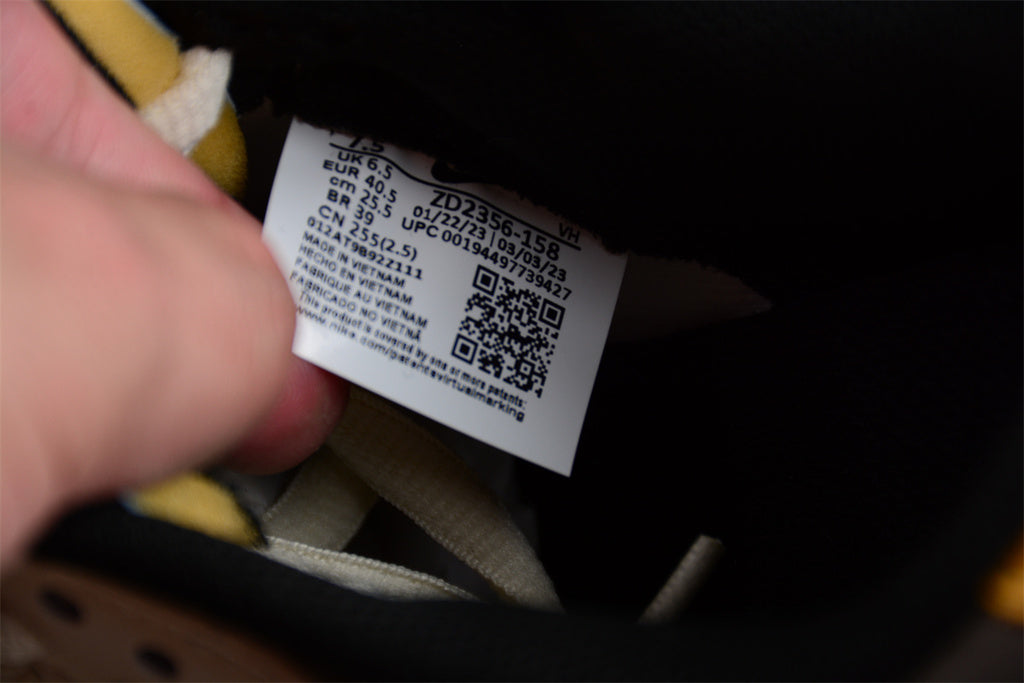 7.5
UK 6.5
EUR 40.5
cm 25.5
BR 39
CN 255(2.5)
ZD2356-158
VH
01/22/23 | 03/03/23
UPC 00194497739427
012AT9B92Z111
MADE IN VIETNAM
HECHO EN VIETNAM
FABRIQUE AU VIETNAM
FABRICADO NO VIETNÃ
This product is covered by one or more patents:
www.nike.com/patentsvirtualmarking